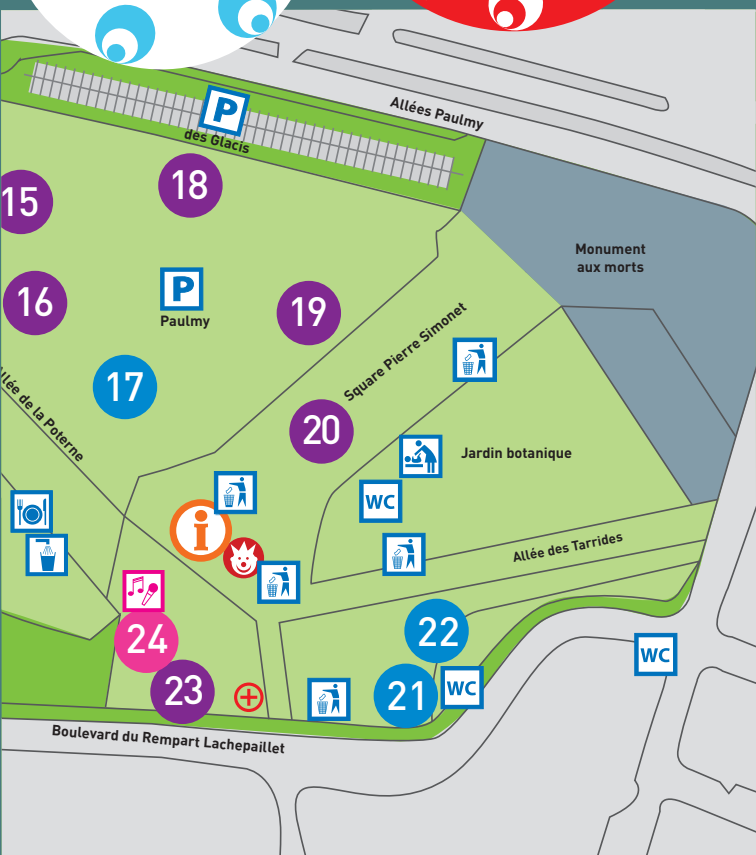 Allées Paulmy
P
des Glacis
15
18
Monument
aux morts
P
Paulmy
16
19
Square Pierre Simonet
17
allée de la Poterne
20
Jardin botanique
WC
i
Allée des Tarrides
24
22
WC
23
21
WC
Boulevard du Rempart Lachepaillet